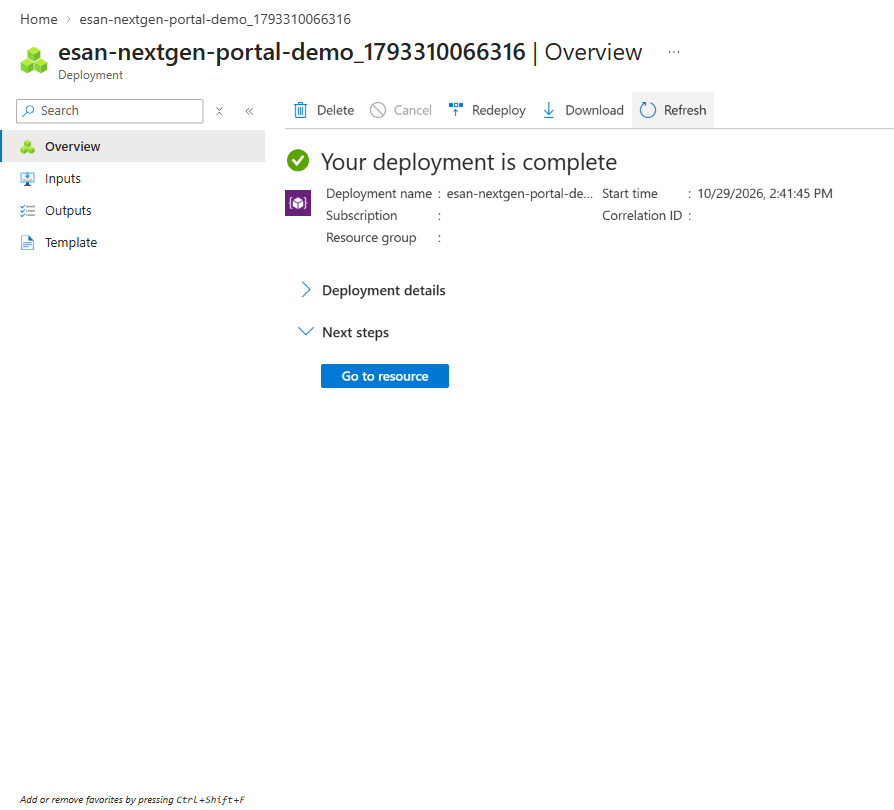 Home > esan-nextgen-portal-demo_1793310066316
esan-nextgen-portal-demo_1793310066316 | Overview ...
Deployment
Search
Overview
Inputs
Outputs
Template
Delete Cancel Redeploy Download Refresh
Your deployment is complete
Deployment name : esan-nextgen-portal-de... Start time : 10/29/2026, 2:41:45 PM
Subscription : Correlation ID :
Resource group :
Deployment details
Next steps
Go to resource
Add or remove favorites by pressing Ctrl+Shift+F